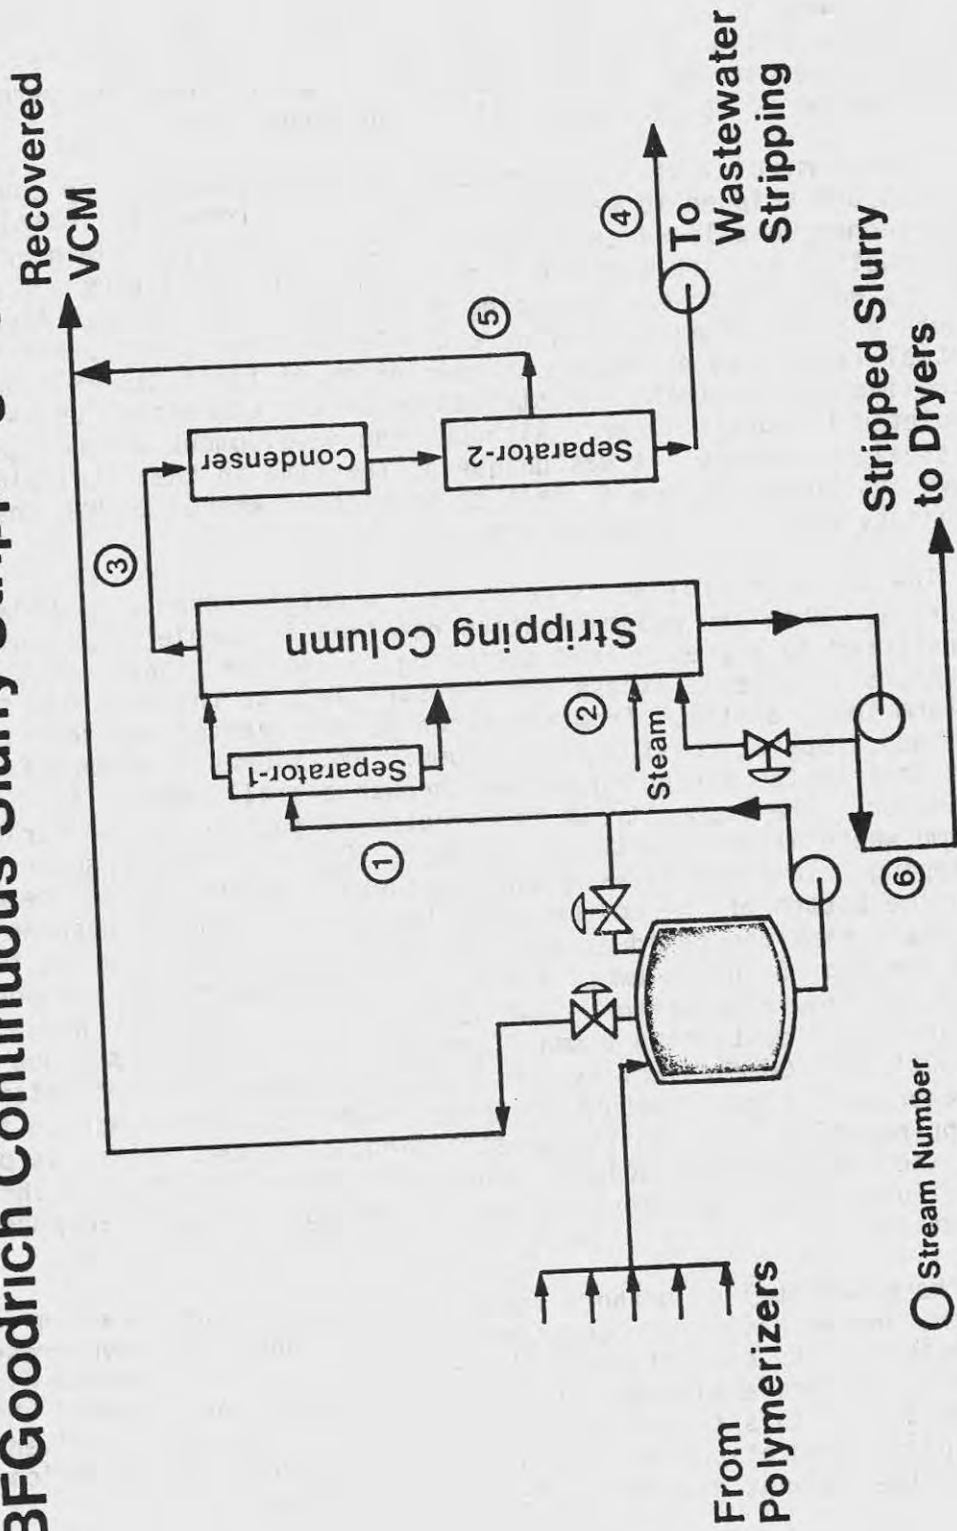 BFGoodrich Continuous Slurry Stripping
Recovered
VCM
③
Condenser
⑤
Separator-2
④
To
Wastewater
Stripping
Stripping Column
Separator-1
①
②
Steam
⑥
Stripped Slurry
to Dryers
From
Polymerizers
Stream Number